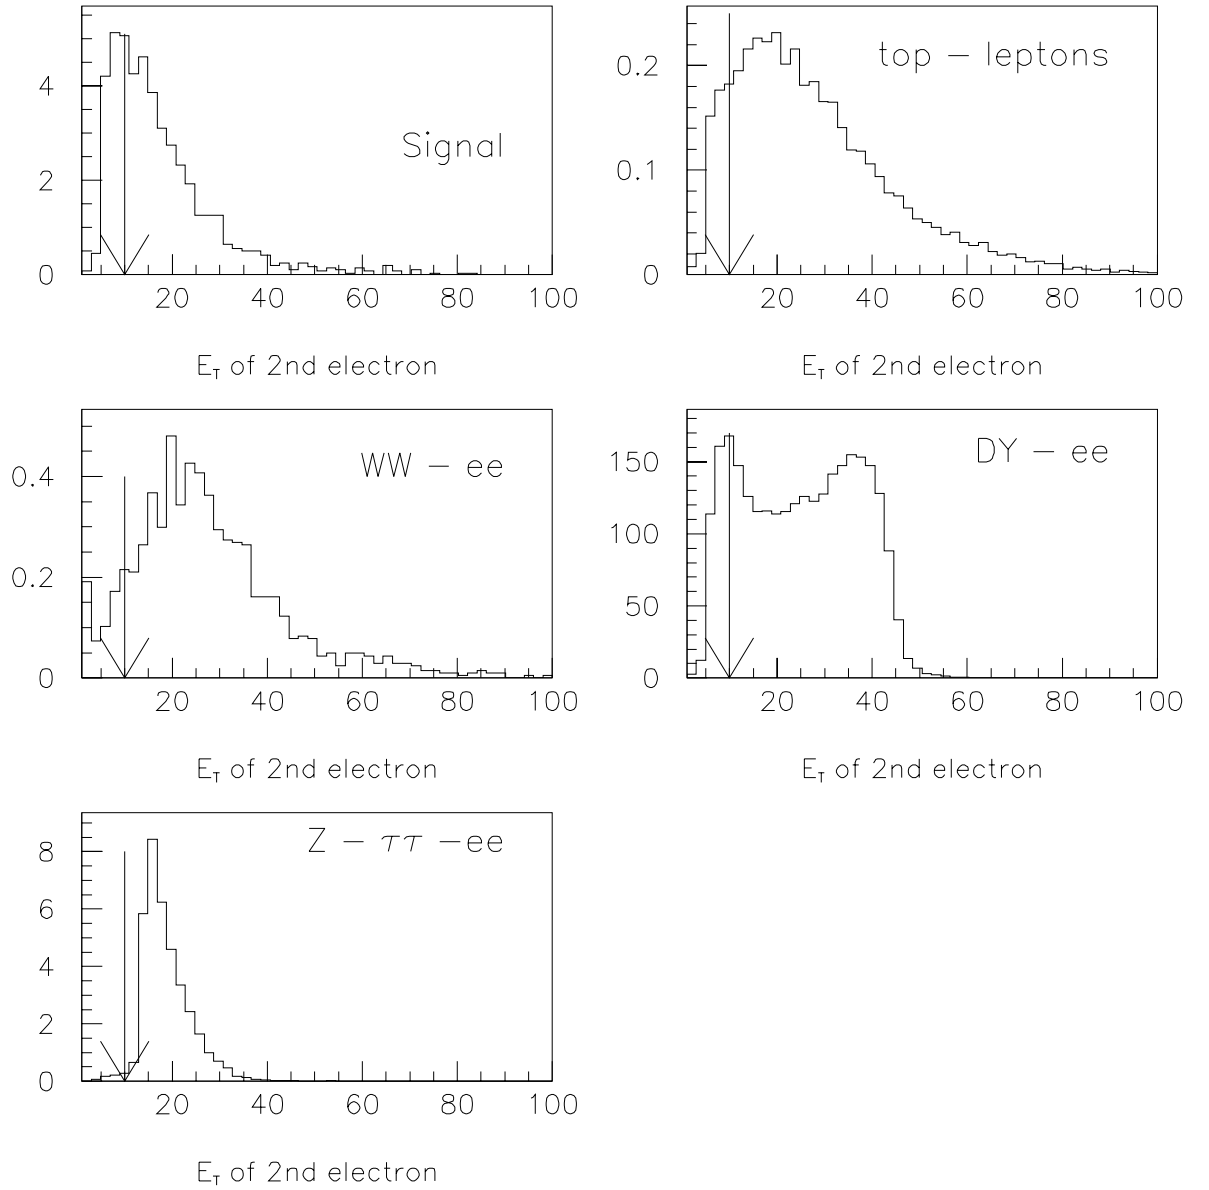 4
2
0
Signal
20 40 60 80 100
E_T of 2nd electron
0.2
0.1
0
top – leptons
20 40 60 80 100
E_T of 2nd electron
0.4
0.2
0
WW – ee
20 40 60 80 100
E_T of 2nd electron
150
100
50
0
DY – ee
20 40 60 80 100
E_T of 2nd electron
8
6
4
2
0
Z – ττ –ee
20 40 60 80 100
E_T of 2nd electron